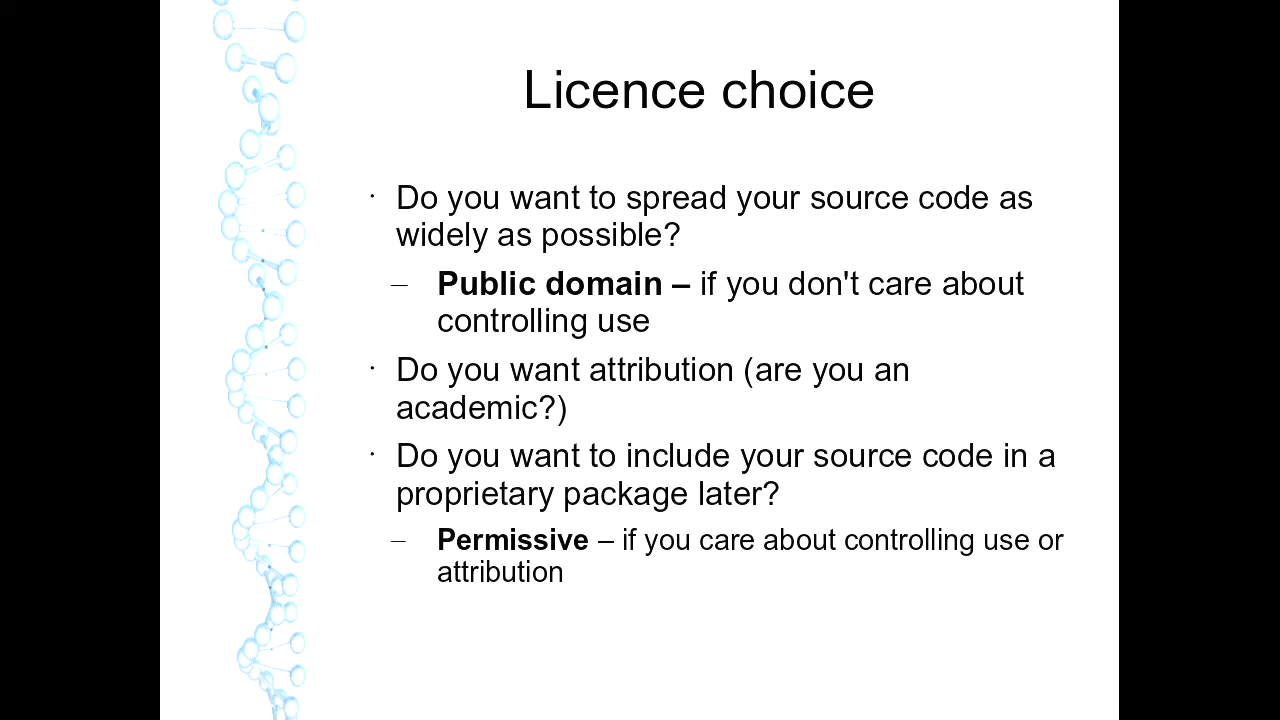 Licence choice
· Do you want to spread your source code as
widely as possible?
– Public domain – if you don't care about
controlling use
· Do you want attribution (are you an
academic?)
· Do you want to include your source code in a
proprietary package later?
– Permissive – if you care about controlling use or
attribution